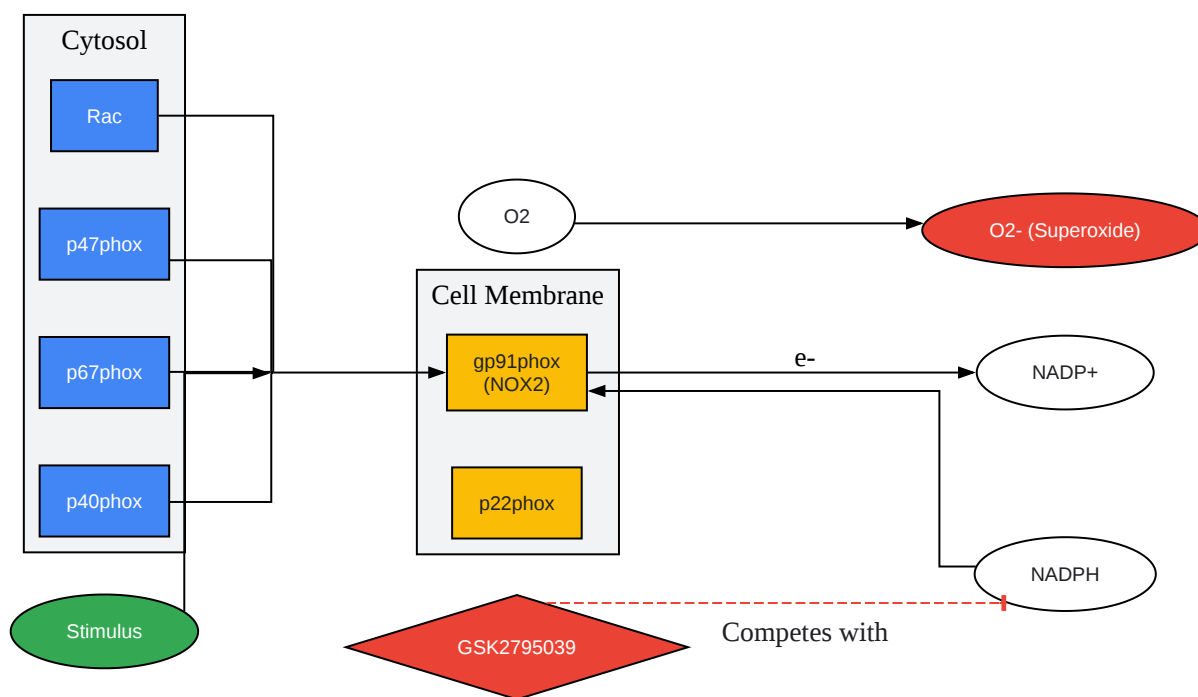 Cytosol
Rac
p47phox
p67phox
p40phox
Stimulus
O2
O2- (Superoxide)
Cell Membrane
gp91phox
(NOX2)
p22phox
e-
NADP+
NADPH
GSK2795039
Competes with